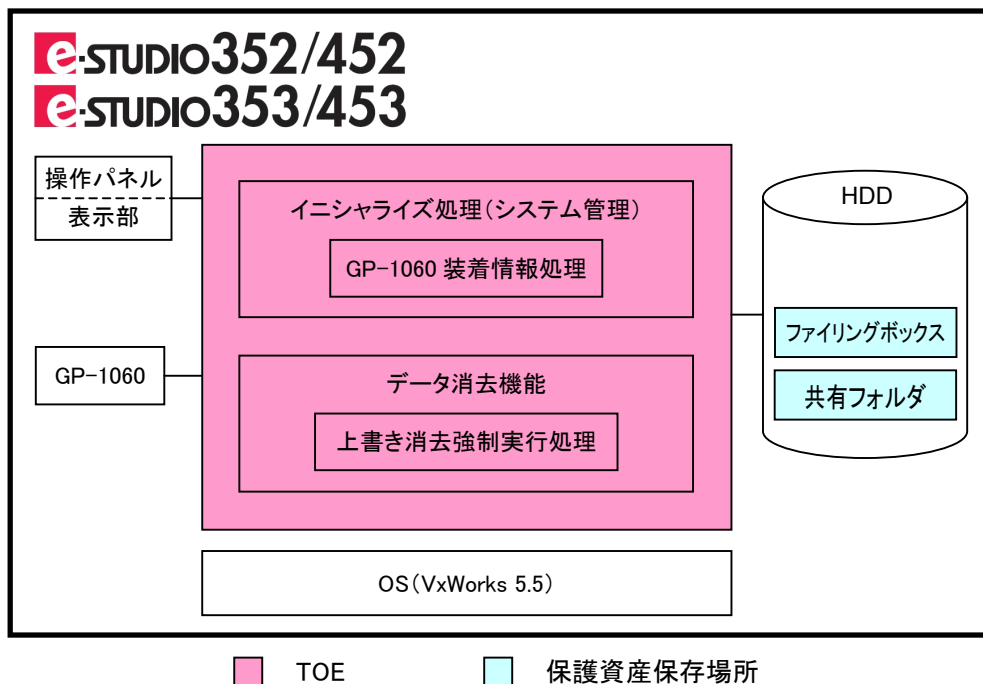 e-STUDIO352/452
e-STUDIO353/453
操作パネル
表示部
イニシャライズ処理(システム管理)
GP-1060 装着情報処理
HDD
ファイリングボックス
共有フォルダ
GP-1060
データ消去機能
上書き消去強制実行処理
OS(VxWorks 5.5)
TOE
保護資産保存場所